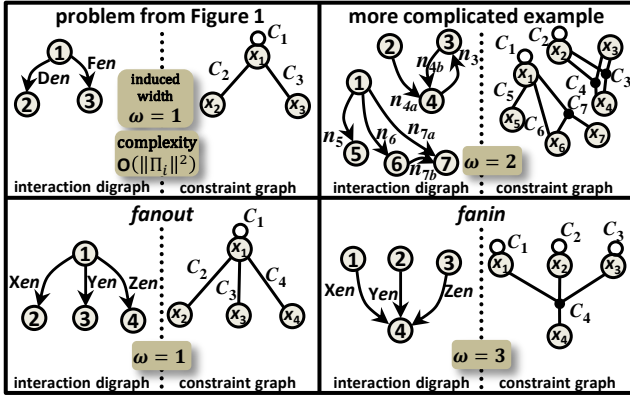 problem from Figure 1
1
2
3
Den
Fen
induced
width
ω = 1
complexity
O(‖Π_i‖²)
C₁
x₁
C₂
C₃
x₂
x₃
interaction digraph
constraint graph
more complicated example
2
3
1
4
n₄ₐ
n₄b
n₃
n₅
n₆
n₇ₐ
n₇b
5
6
7
ω = 2
C₁
C₂
x₁
x₂
x₃
x₄
C₃
C₄
C₅
C₆
C₇
x₅
x₆
x₇
interaction digraph
constraint graph
fanout
1
Xen
Yen
Zen
2
3
4
C₁
x₁
C₂
C₃
C₄
x₂
x₃
x₄
ω = 1
interaction digraph
constraint graph
fanin
1
2
3
Xen
Yen
Zen
4
C₁
C₂
C₃
x₁
x₂
x₃
C₄
x₄
ω = 3
interaction digraph
constraint graph